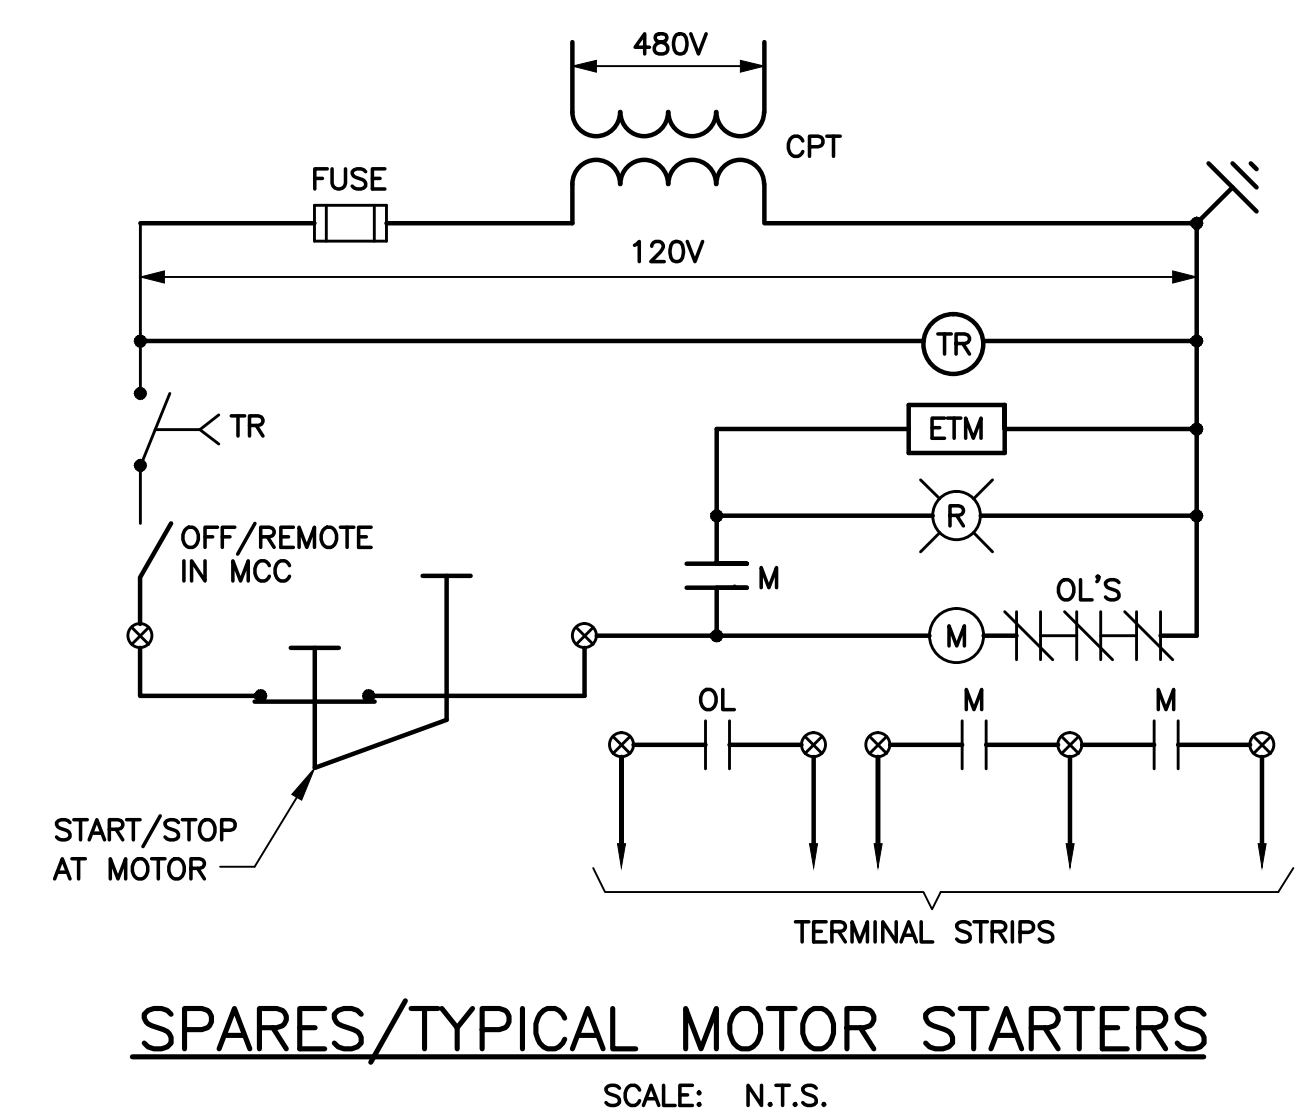 480V
CPT
FUSE
120V
TR
TR
ETM
R
OFF/REMOTE
IN MCC
M
OL'S
M
OL
M
M
START/STOP
AT MOTOR
TERMINAL STRIPS
SPARES/TYPICAL MOTOR STARTERS
SCALE: N.T.S.